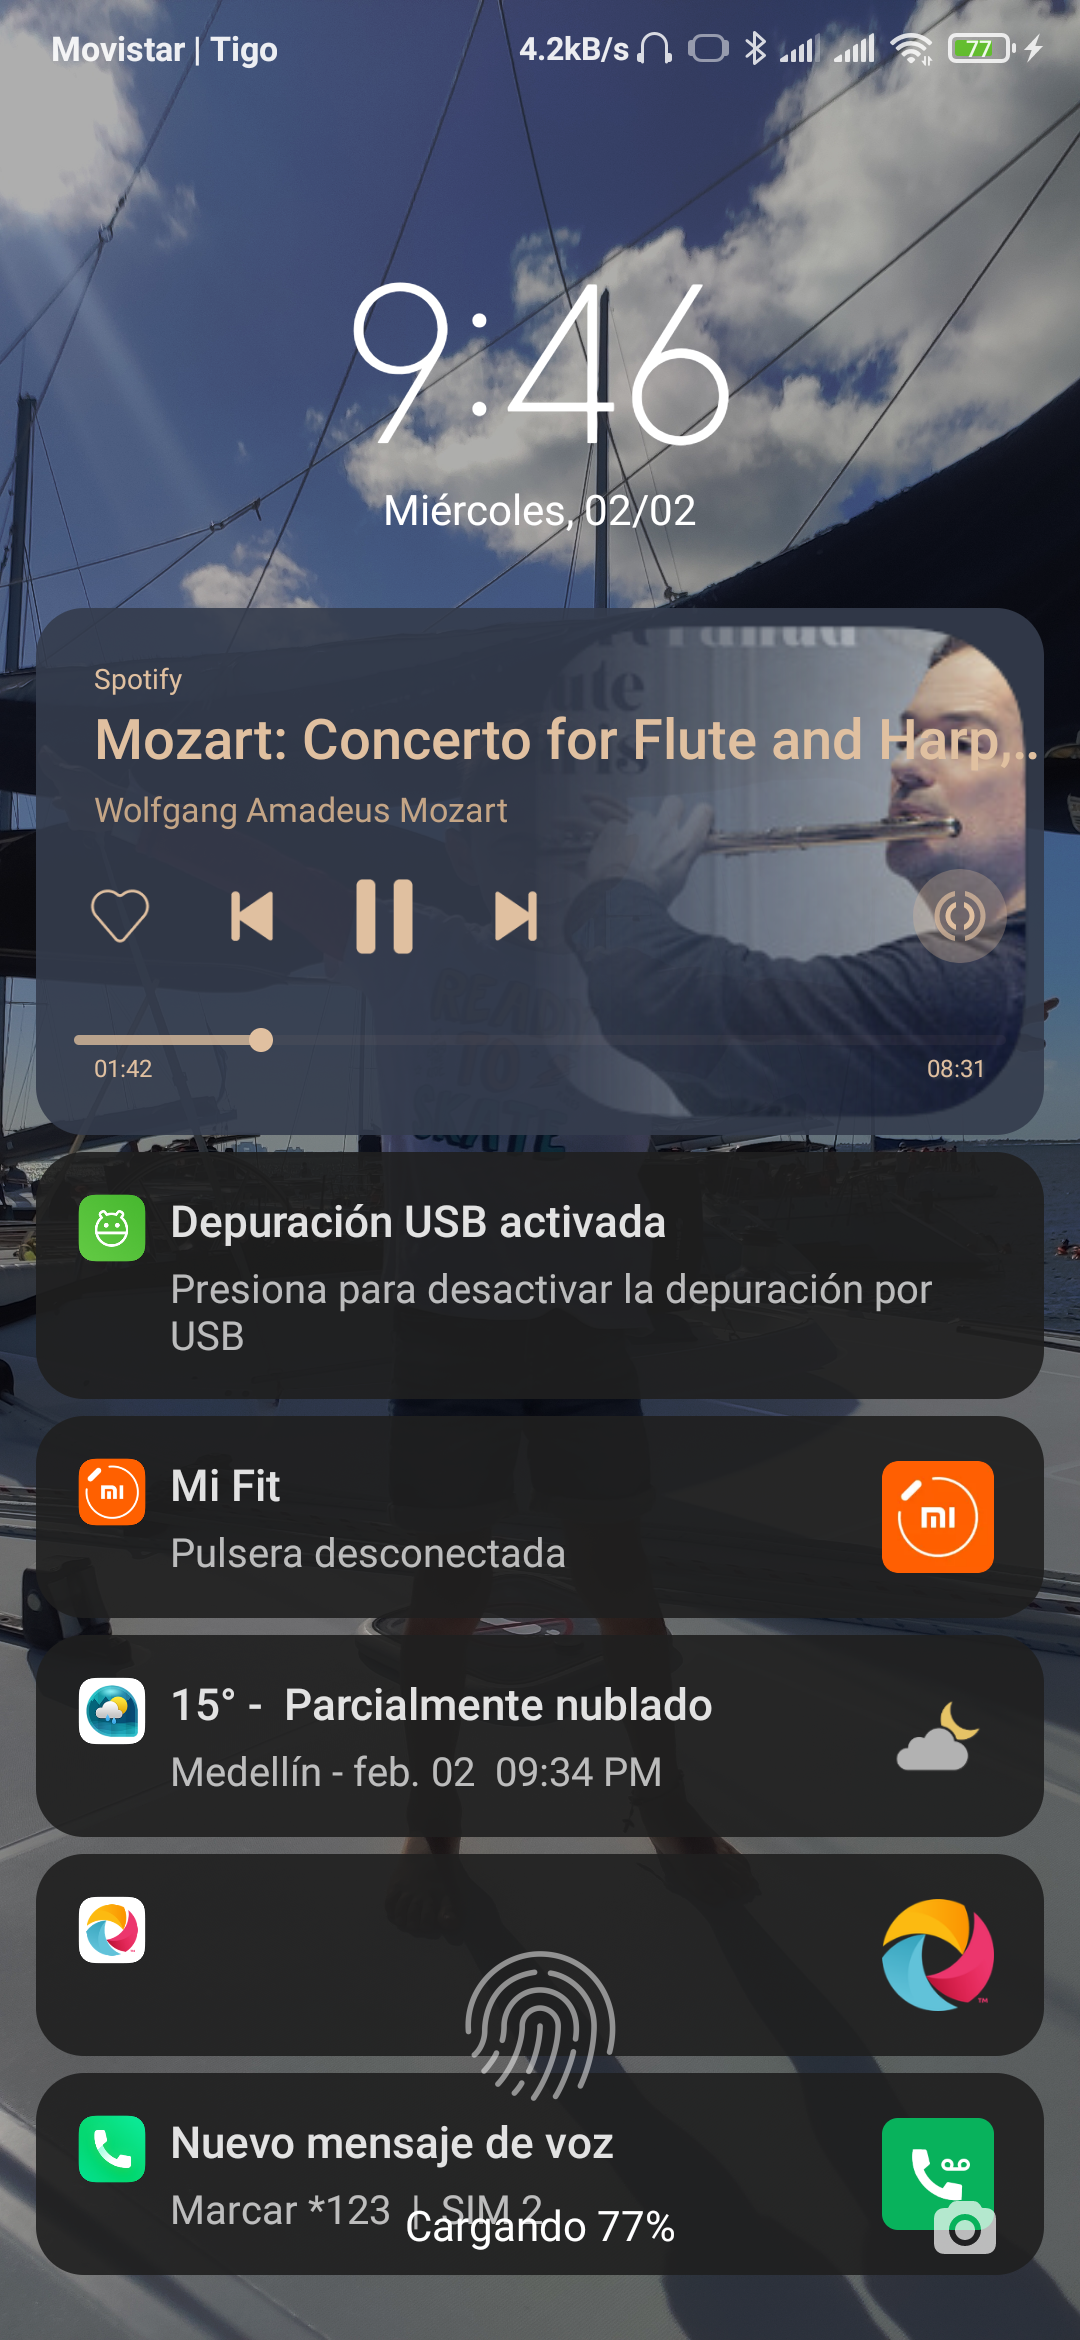 Movistar | Tigo 4.2kB/s 77
9:46
Miércoles, 02/02
Spotify
Mozart: Concerto for Flute and Harp,..
Wolfgang Amadeus Mozart
01:42 08:31
Depuración USB activada
Presiona para desactivar la depuración por
USB
Mi Fit
Pulsera desconectada
15° - Parcialmente nublado
Medellín - feb. 02 09:34 PM
Nuevo mensaje de voz
Marcar *123 | SIM 2
Cargando 77%